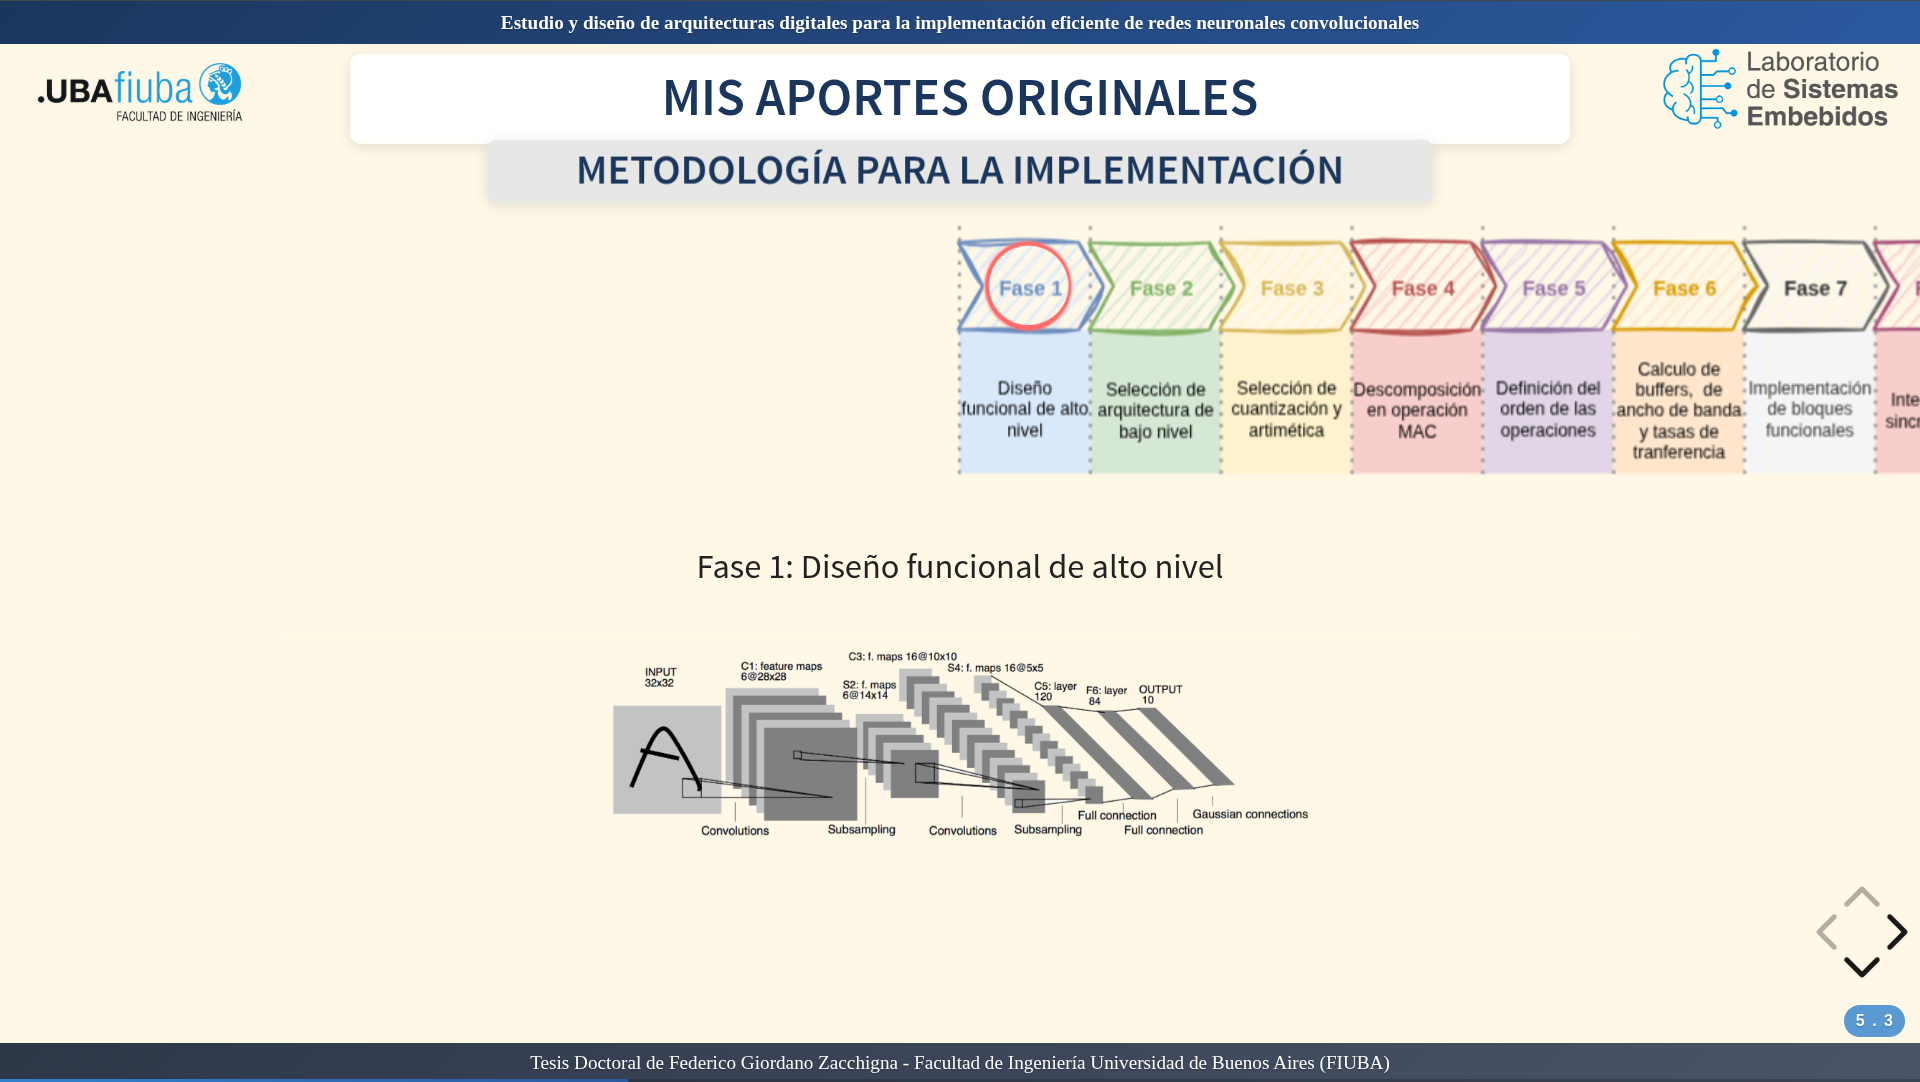 Estudio y diseño de arquitecturas digitales para la implementación eficiente de redes neuronales convolucionales
.UBAfiuba
FACULTAD DE INGENIERÍA
MIS APORTES ORIGINALES
Laboratorio
de Sistemas
Embebidos
METODOLOGÍA PARA LA IMPLEMENTACIÓN
Fase 1
Fase 2
Fase 3
Fase 4
Fase 5
Fase 6
Fase 7
Diseño
funcional de alto
nivel
Selección de
arquitectura de
bajo nivel
Selección de
cuantización y
artimética
Descomposición
en operación
MAC
Definición del
orden de las
operaciones
Calculo de
buffers, de
ancho de banda
y tasas de
tranferencia
Implementación
de bloques
funcionales
Fase 1: Diseño funcional de alto nivel
INPUT
32x32
C1: feature maps
6@28x28
S2: f. maps
6@14x14
C3: f. maps 16@10x10
S4: f. maps 16@5x5
C5: layer
120
F6: layer
84
OUTPUT
10
Convolutions
Subsampling
Convolutions
Subsampling
Full connection
Full connection
Gaussian connections
5 . 3
Tesis Doctoral de Federico Giordano Zacchigna - Facultad de Ingeniería Universidad de Buenos Aires (FIUBA)